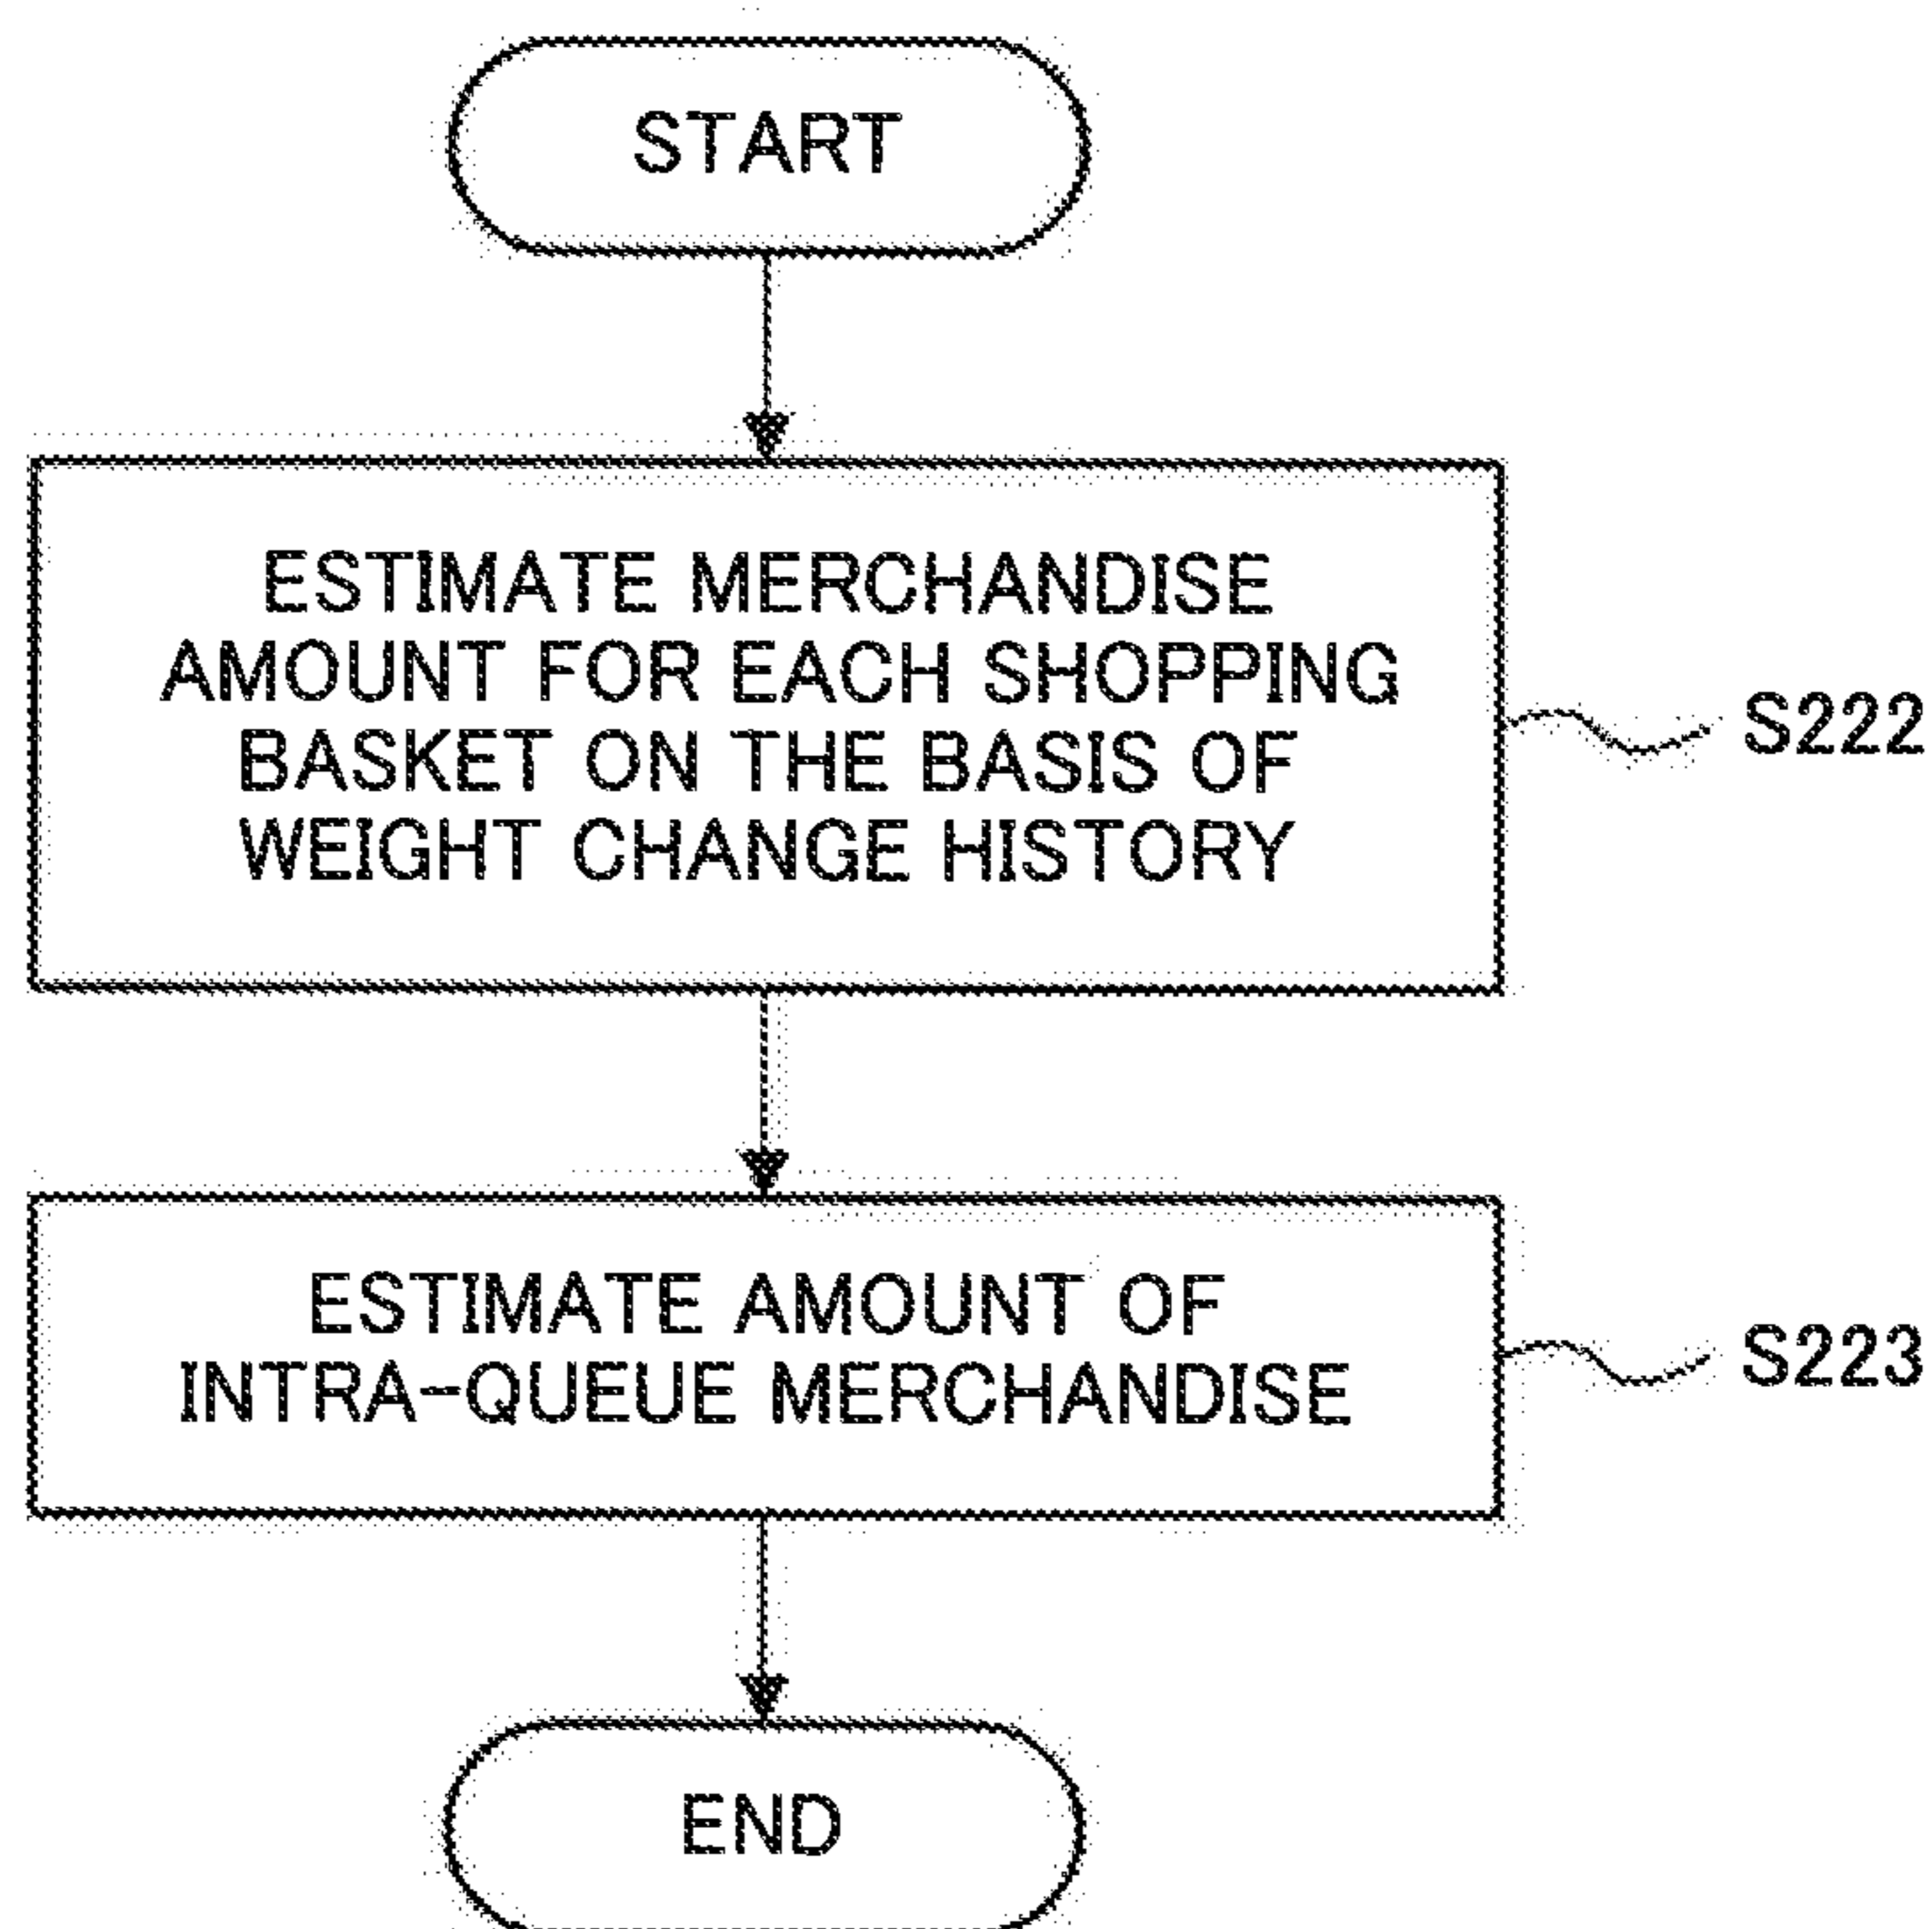 START
ESTIMATE MERCHANDISE
AMOUNT FOR EACH SHOPPING
BASKET ON THE BASIS OF
WEIGHT CHANGE HISTORY
S222
ESTIMATE AMOUNT OF
INTRA-QUEUE MERCHANDISE
S223
END